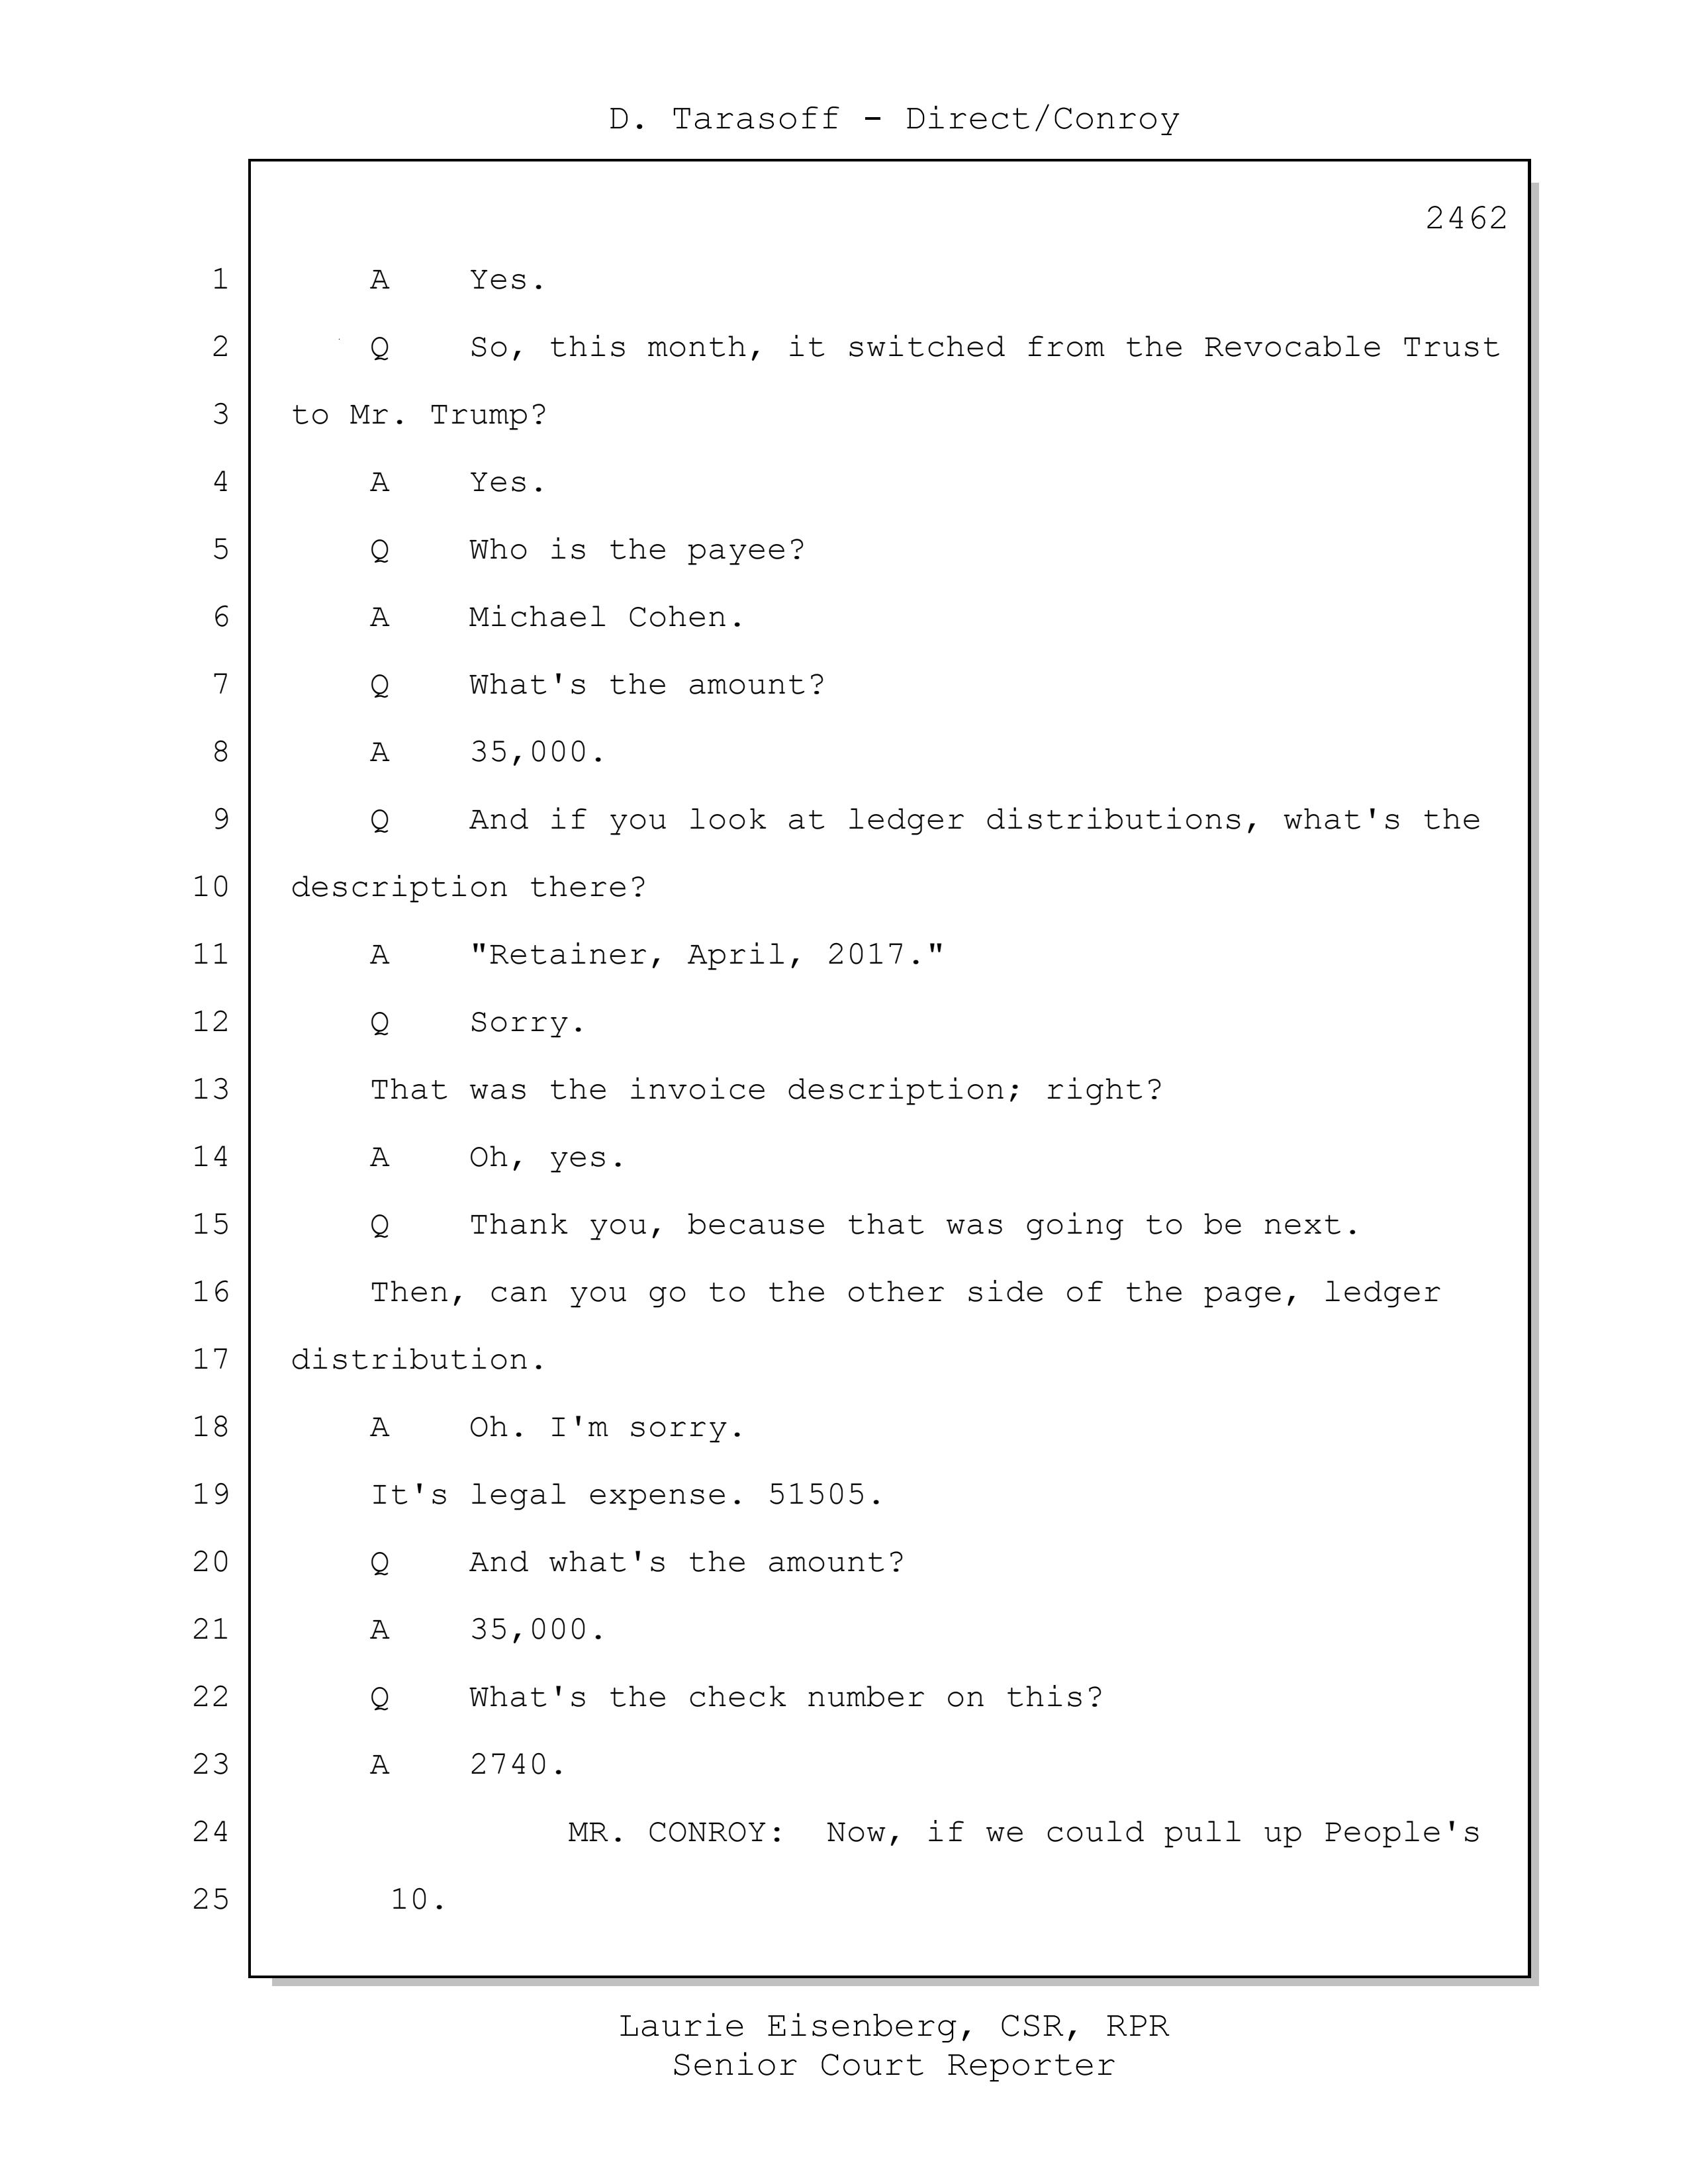 D. Tarasoff - Direct/Conroy
2462
1 A Yes.
2 Q So, this month, it switched from the Revocable Trust
3 to Mr. Trump?
4 A Yes.
5 Q Who is the payee?
6 A Michael Cohen.
7 Q What's the amount?
8 A 35,000.
9 Q And if you look at ledger distributions, what's the
10 description there?
11 A "Retainer, April, 2017."
12 Q Sorry.
13 That was the invoice description; right?
14 A Oh, yes.
15 Q Thank you, because that was going to be next.
16 Then, can you go to the other side of the page, ledger
17 distribution.
18 A Oh. I'm sorry.
19 It's legal expense. 51505.
20 Q And what's the amount?
21 A 35,000.
22 Q What's the check number on this?
23 A 2740.
24 MR. CONROY: Now, if we could pull up People's
25 10.
Laurie Eisenberg, CSR, RPR
Senior Court Reporter